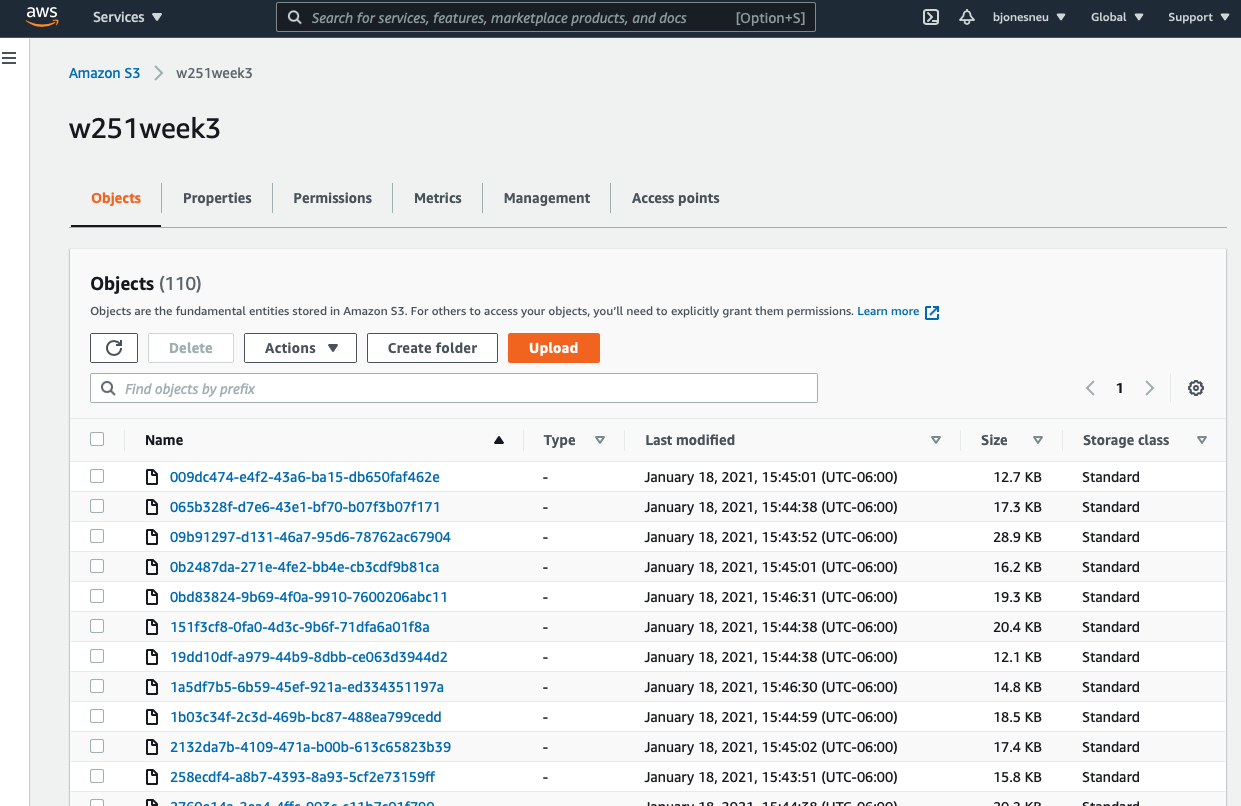 aws Services ▼ Search for services, features, marketplace products, and docs [Option+S] bjonesneu ▼ Global ▼ Support ▼
Amazon S3 > w251week3
w251week3
Objects Properties Permissions Metrics Management Access points
Objects (110)
Objects are the fundamental entities stored in Amazon S3. For others to access your objects, you'll need to explicitly grant them permissions. Learn more
Delete Actions ▼ Create folder Upload
Find objects by prefix < 1 >
Name ▲ Type ▽ Last modified ▽ Size ▽ Storage class ▽
009dc474-e4f2-43a6-ba15-db650faf462e - January 18, 2021, 15:45:01 (UTC-06:00) 12.7 KB Standard
065b328f-d7e6-43e1-bf70-b07f3b07f171 - January 18, 2021, 15:44:38 (UTC-06:00) 17.3 KB Standard
09b91297-d131-46a7-95d6-78762ac67904 - January 18, 2021, 15:43:52 (UTC-06:00) 28.9 KB Standard
0b2487da-271e-4fe2-bb4e-cb3cdf9b81ca - January 18, 2021, 15:45:01 (UTC-06:00) 16.2 KB Standard
0bd83824-9b69-4f0a-9910-7600206abc11 - January 18, 2021, 15:46:31 (UTC-06:00) 19.3 KB Standard
151f3cf8-0fa0-4d3c-9b6f-71dfa6a01f8a - January 18, 2021, 15:44:38 (UTC-06:00) 20.4 KB Standard
19dd10df-a979-44b9-8dbb-ce063d3944d2 - January 18, 2021, 15:44:38 (UTC-06:00) 12.1 KB Standard
1a5df7b5-6b59-45ef-921a-ed334351197a - January 18, 2021, 15:46:30 (UTC-06:00) 14.8 KB Standard
1b03c34f-2c3d-469b-bc87-488ea799cedd - January 18, 2021, 15:44:59 (UTC-06:00) 18.5 KB Standard
2132da7b-4109-471a-b00b-613c65823b39 - January 18, 2021, 15:45:02 (UTC-06:00) 17.4 KB Standard
258ecdf4-a8b7-4393-8a93-5cf2e73159ff - January 18, 2021, 15:43:51 (UTC-06:00) 15.8 KB Standard
January 18, 2021, 15:44:38 (UTC-06:00) Standard